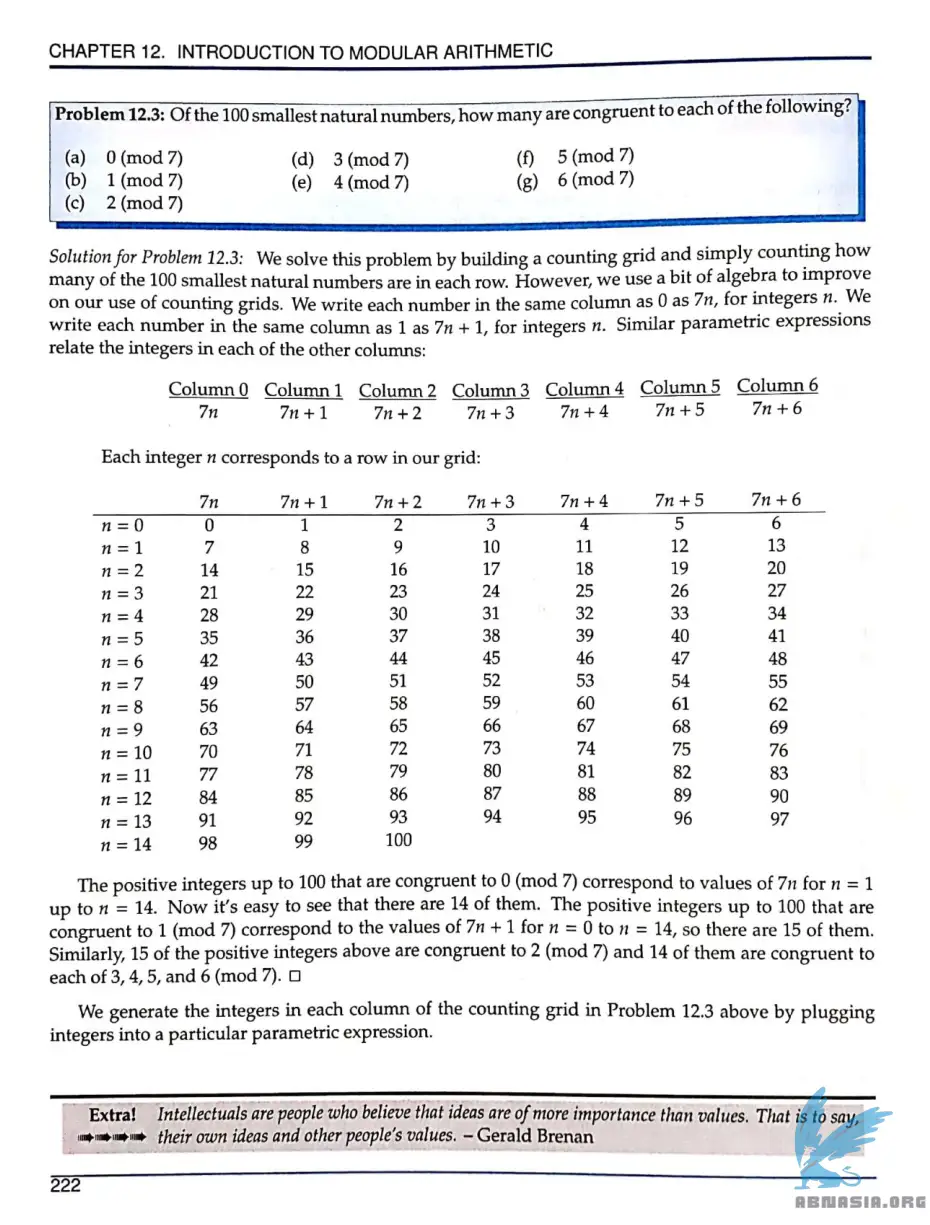 CHAPTER 12. INTRODUCTION TO MODULAR ARITHMETIC
Problem 12.3: Of the 100 smallest natural numbers, how many are congruent to each of the following?
(a) 0 (mod 7) (d) 3 (mod 7) (f) 5 (mod 7)
(b) 1 (mod 7) (e) 4 (mod 7) (g) 6 (mod 7)
(c) 2 (mod 7)
Solution for Problem 12.3: We solve this problem by building a counting grid and simply counting how
many of the 100 smallest natural numbers are in each row. However, we use a bit of algebra to improve
on our use of counting grids. We write each number in the same column as 0 as 7n, for integers n. We
write each number in the same column as 1 as 7n + 1, for integers n. Similar parametric expressions
relate the integers in each of the other columns:
Column 0 Column 1 Column 2 Column 3 Column 4 Column 5 Column 6
7n 7n + 1 7n + 2 7n + 3 7n + 4 7n + 5 7n + 6
Each integer n corresponds to a row in our grid:
7n 7n + 1 7n + 2 7n + 3 7n + 4 7n + 5 7n + 6
n = 0 0 1 2 3 4 5 6
n = 1 7 8 9 10 11 12 13
n = 2 14 15 16 17 18 19 20
n = 3 21 22 23 24 25 26 27
n = 4 28 29 30 31 32 33 34
n = 5 35 36 37 38 39 40 41
n = 6 42 43 44 45 46 47 48
n = 7 49 50 51 52 53 54 55
n = 8 56 57 58 59 60 61 62
n = 9 63 64 65 66 67 68 69
n = 10 70 71 72 73 74 75 76
n = 11 77 78 79 80 81 82 83
n = 12 84 85 86 87 88 89 90
n = 13 91 92 93 94 95 96 97
n = 14 98 99 100
The positive integers up to 100 that are congruent to 0 (mod 7) correspond to values of 7n for n = 1
up to n = 14. Now it's easy to see that there are 14 of them. The positive integers up to 100 that are
congruent to 1 (mod 7) correspond to the values of 7n + 1 for n = 0 to n = 14, so there are 15 of them.
Similarly, 15 of the positive integers above are congruent to 2 (mod 7) and 14 of them are congruent to
each of 3, 4, 5, and 6 (mod 7). □
We generate the integers in each column of the counting grid in Problem 12.3 above by plugging
integers into a particular parametric expression.
Extra! Intellectuals are people who believe that ideas are of more importance than values. That is to say,
their own ideas and other people's values. – Gerald Brenan
222
ABNASIA.ORG